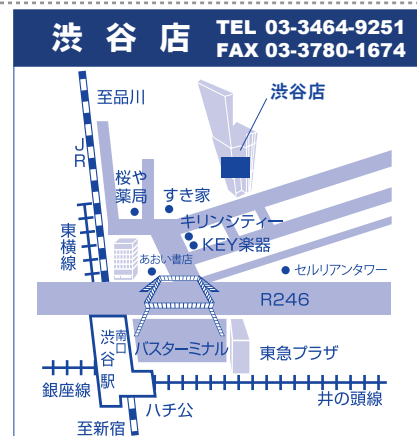 渋谷店
TEL 03-3464-9251
FAX 03-3780-1674
至品川
渋谷店
JR
桜や
薬局
すき家
キリンシティー
KEY楽器
東横線
あおい書店
セルリアンタワー
R246
渋谷駅
南口
バスターミナル
東急プラザ
銀座線
井の頭線
ハチ公
至新宿